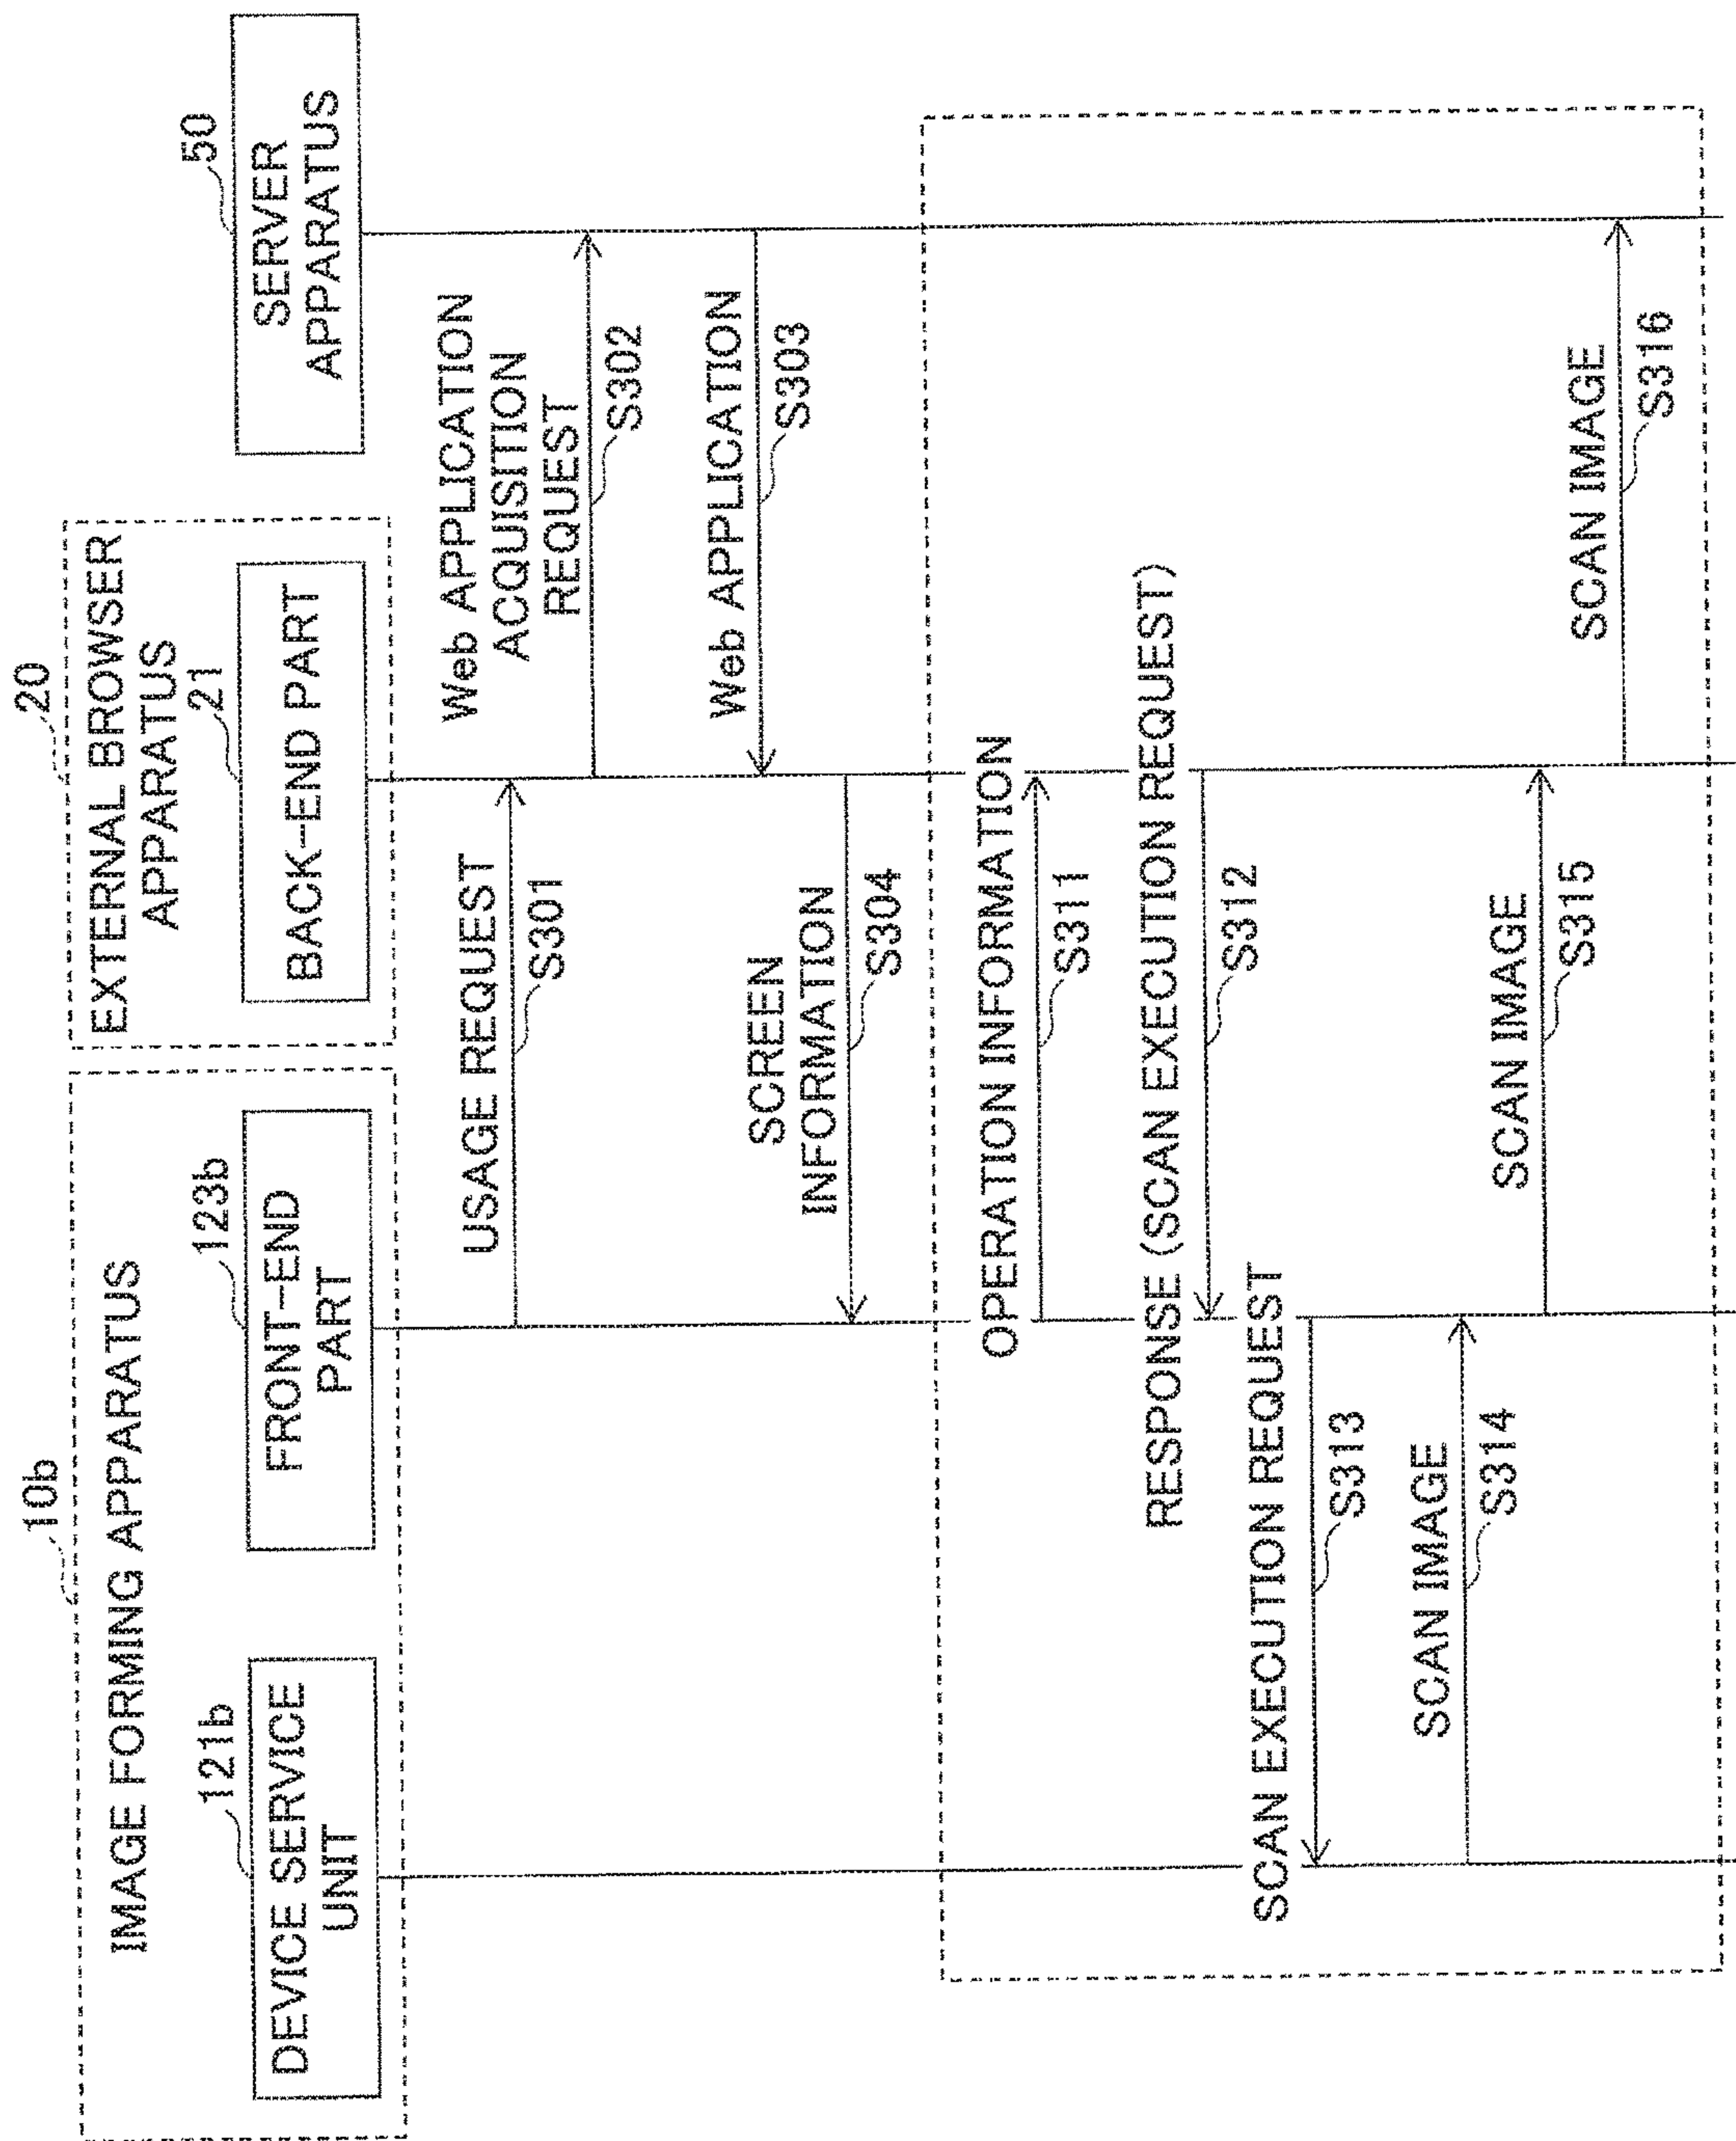 10b
IMAGE FORMING APPARATUS
121b
DEVICE SERVICE
UNIT
123b
FRONT-END
PART
20
EXTERNAL BROWSER
APPARATUS
21
BACK-END PART
50
SERVER
APPARATUS
USAGE REQUEST
S301
Web APPLICATION
ACQUISITION
REQUEST
S302
Web APPLICATION
S303
SCREEN
INFORMATION
S304
OPERATION INFORMATION
S311
RESPONSE (SCAN EXECUTION REQUEST)
S312
SCAN EXECUTION REQUEST
S313
SCAN IMAGE
S314
SCAN IMAGE
S315
SCAN IMAGE
S316